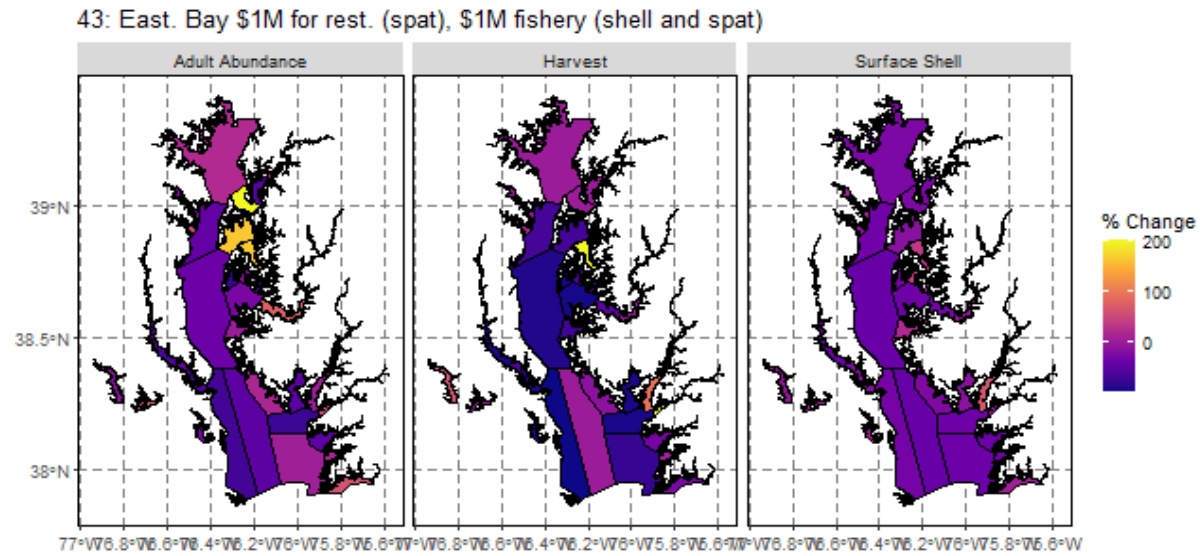 43: East. Bay $1M for rest. (spat), $1M fishery (shell and spat)
Adult Abundance Harvest Surface Shell
% Change
200
100
0
39°N
38.5°N
38°N